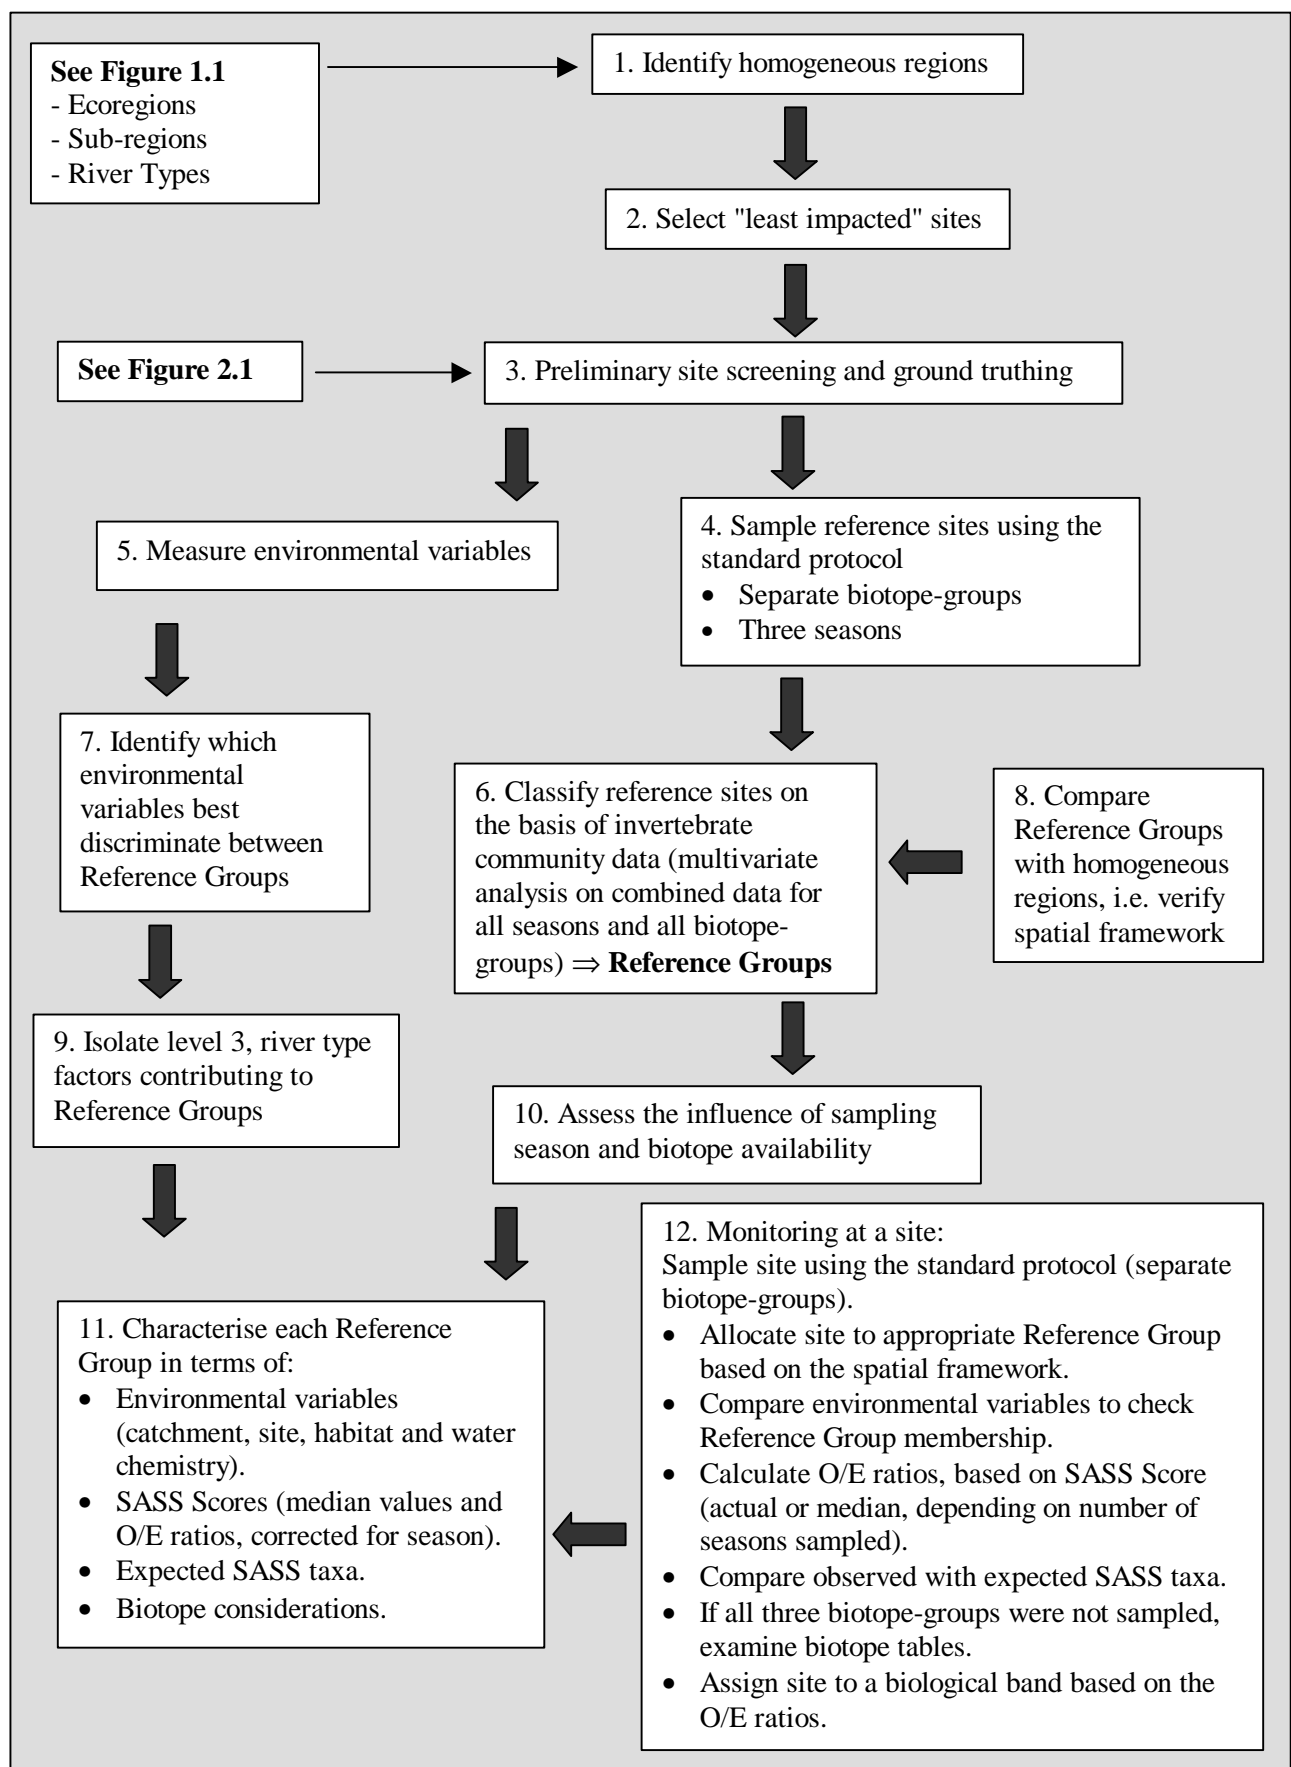 See Figure 1.1
- Ecoregions
- Sub-regions
- River Types
1. Identify homogeneous regions
2. Select "least impacted" sites
See Figure 2.1
3. Preliminary site screening and ground truthing
5. Measure environmental variables
4. Sample reference sites using the
standard protocol
• Separate biotope-groups
• Three seasons
7. Identify which
environmental
variables best
discriminate between
Reference Groups
6. Classify reference sites on
the basis of invertebrate
community data (multivariate
analysis on combined data for
all seasons and all biotope-
groups) ⇒ Reference Groups
8. Compare
Reference Groups
with homogeneous
regions, i.e. verify
spatial framework
9. Isolate level 3, river type
factors contributing to
Reference Groups
10. Assess the influence of sampling
season and biotope availability
11. Characterise each Reference
Group in terms of:
• Environmental variables
(catchment, site, habitat and water
chemistry).
• SASS Scores (median values and
O/E ratios, corrected for season).
• Expected SASS taxa.
• Biotope considerations.
12. Monitoring at a site:
Sample site using the standard protocol (separate
biotope-groups).
• Allocate site to appropriate Reference Group
based on the spatial framework.
• Compare environmental variables to check
Reference Group membership.
• Calculate O/E ratios, based on SASS Score
(actual or median, depending on number of
seasons sampled).
• Compare observed with expected SASS taxa.
• If all three biotope-groups were not sampled,
examine biotope tables.
• Assign site to a biological band based on the
O/E ratios.